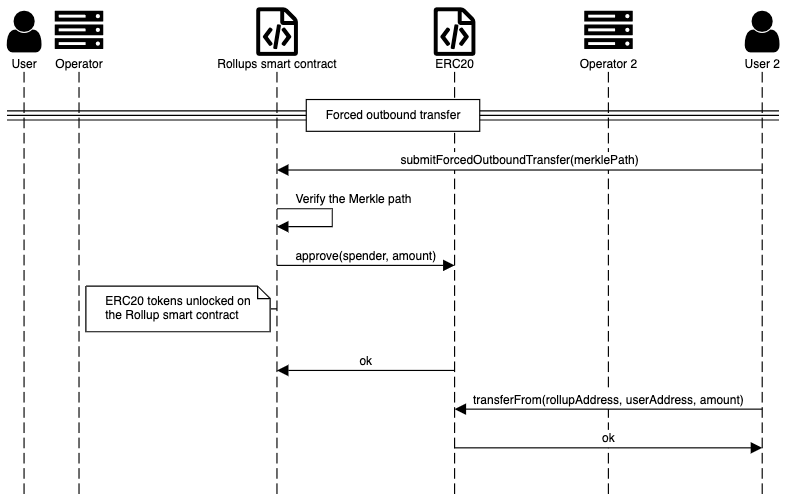 User
Operator
Rollups smart contract
ERC20
Operator 2
User 2
Forced outbound transfer
submitForcedOutboundTransfer(merklePath)
Verify the Merkle path
approve(spender, amount)
ERC20 tokens unlocked on
the Rollup smart contract
ok
transferFrom(rollupAddress, userAddress, amount)
ok